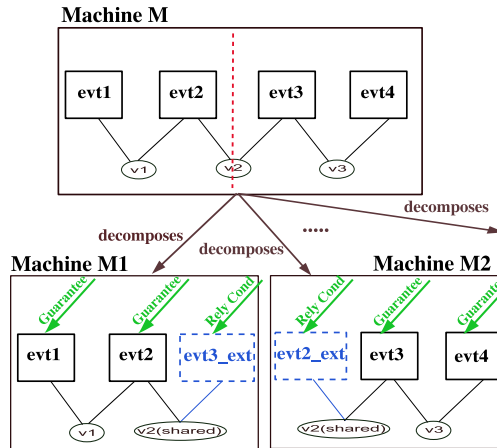 Machine M
evt1 evt2 evt3 evt4
v1 v2 v3
decomposes decomposes ..... decomposes
Machine M1 Machine M2
Guarantee Guarantee Rely Cond Rely Cond Guarantee Guarantee
evt1 evt2 evt3_ext evt2_ext evt3 evt4
v1 v2(shared) v2(shared) v3